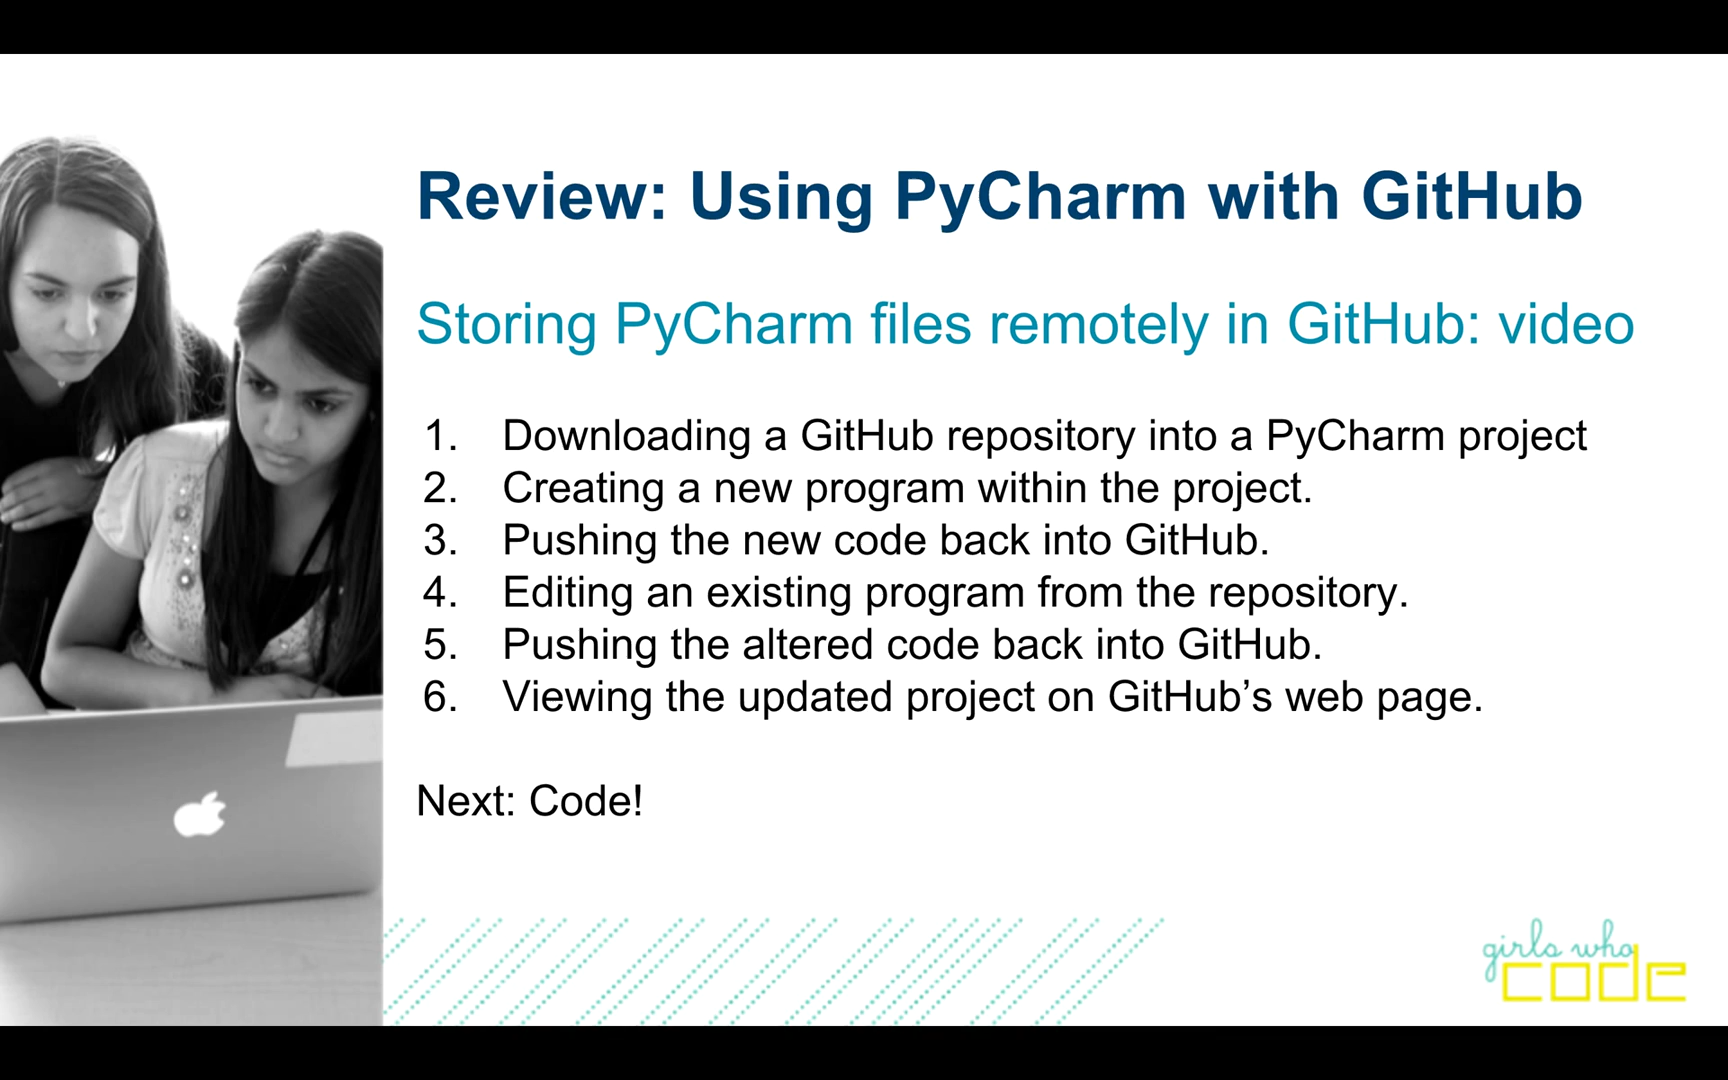 Review: Using PyCharm with GitHub
Storing PyCharm files remotely in GitHub: video
1. Downloading a GitHub repository into a PyCharm project
2. Creating a new program within the project.
3. Pushing the new code back into GitHub.
4. Editing an existing program from the repository.
5. Pushing the altered code back into GitHub.
6. Viewing the updated project on GitHub’s web page.
Next: Code!
girls who
code